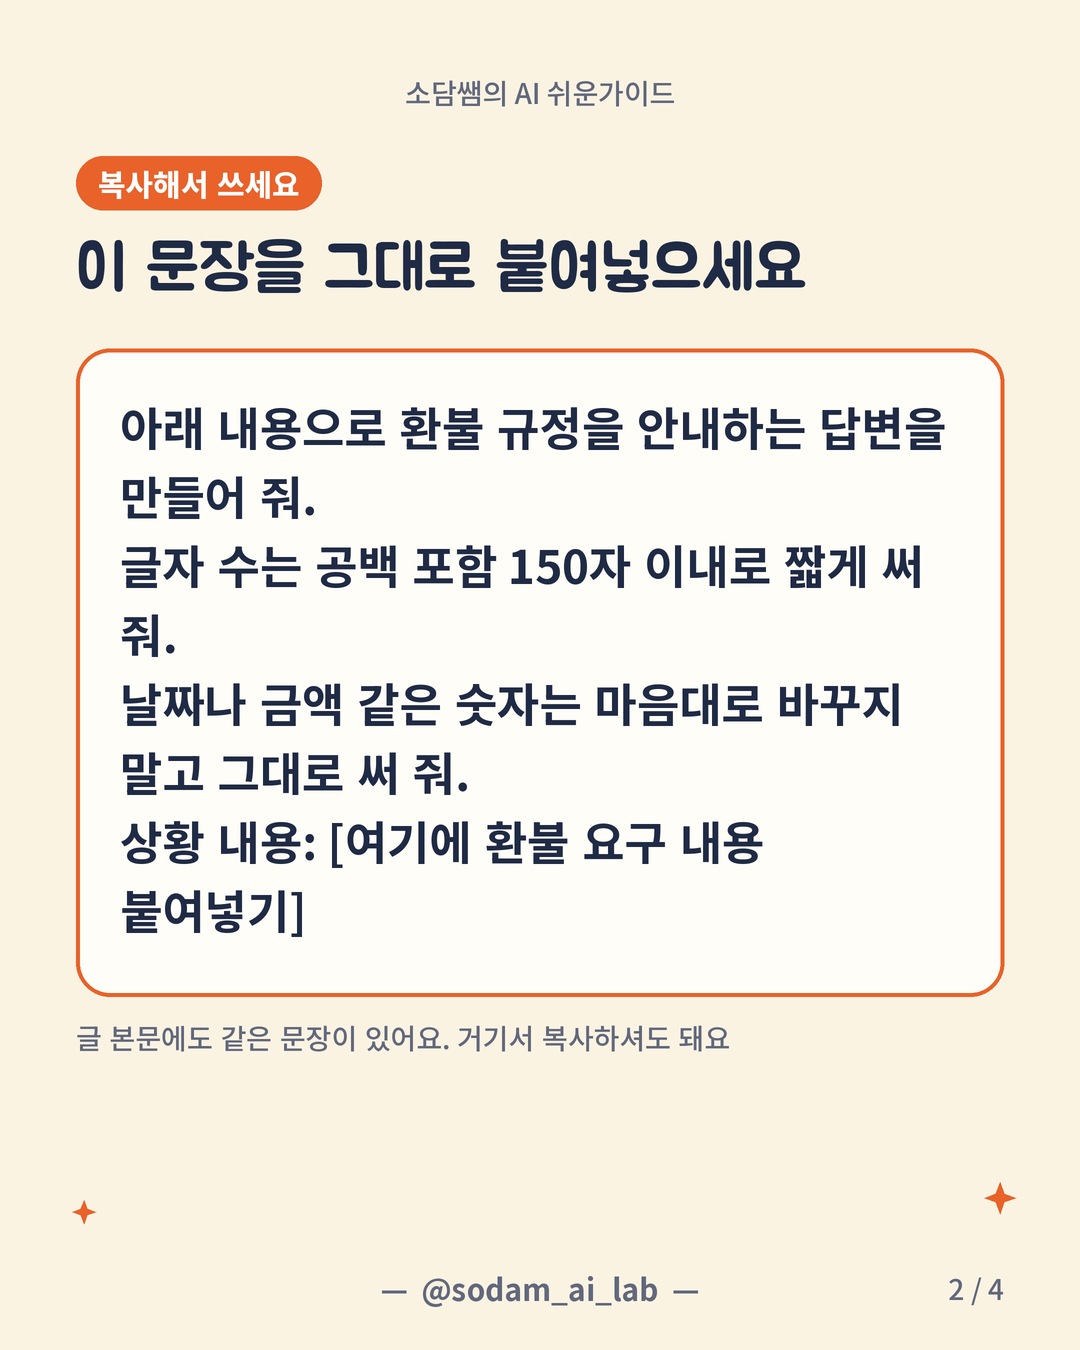 소담쌤의 AI 쉬운가이드
복사해서 쓰세요
이 문장을 그대로 붙여넣으세요
아래 내용으로 환불 규정을 안내하는 답변을
만들어 줘.
글자 수는 공백 포함 150자 이내로 짧게 써
줘.
날짜나 금액 같은 숫자는 마음대로 바꾸지
말고 그대로 써 줘.
상황 내용: [여기에 환불 요구 내용
붙여넣기]
글 본문에도 같은 문장이 있어요. 거기서 복사하셔도 돼요
— @sodam_ai_lab —
2 / 4